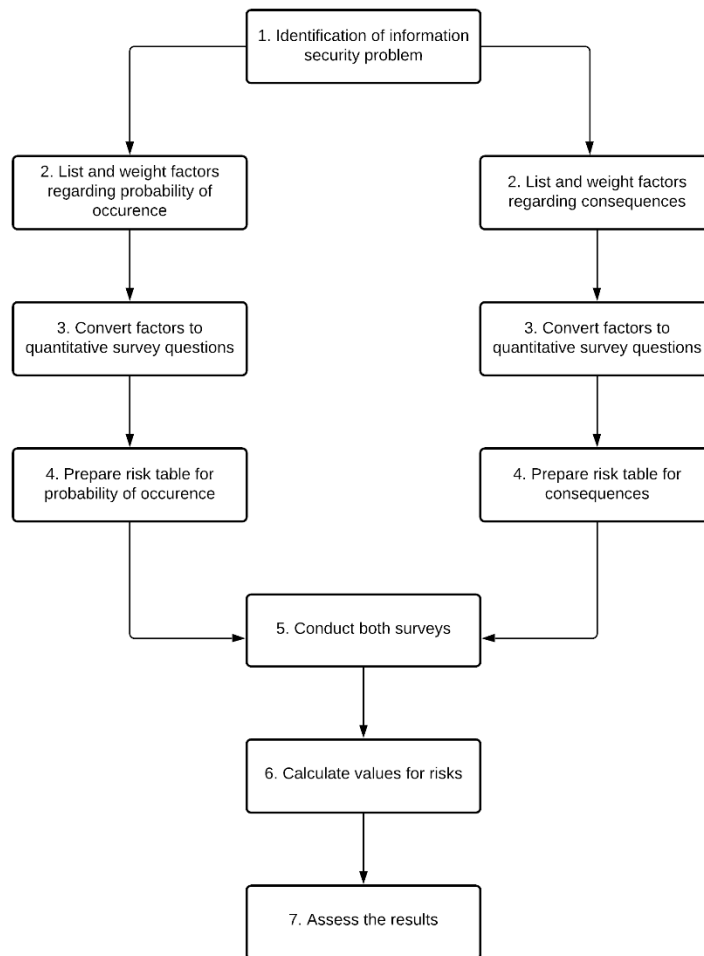 1. Identification of information
security problem
2. List and weight factors
regarding probability of
occurence
2. List and weight factors
regarding consequences
3. Convert factors to
quantitative survey questions
3. Convert factors to
quantitative survey questions
4. Prepare risk table for
probability of occurence
4. Prepare risk table for
consequences
5. Conduct both surveys
6. Calculate values for risks
7. Assess the results